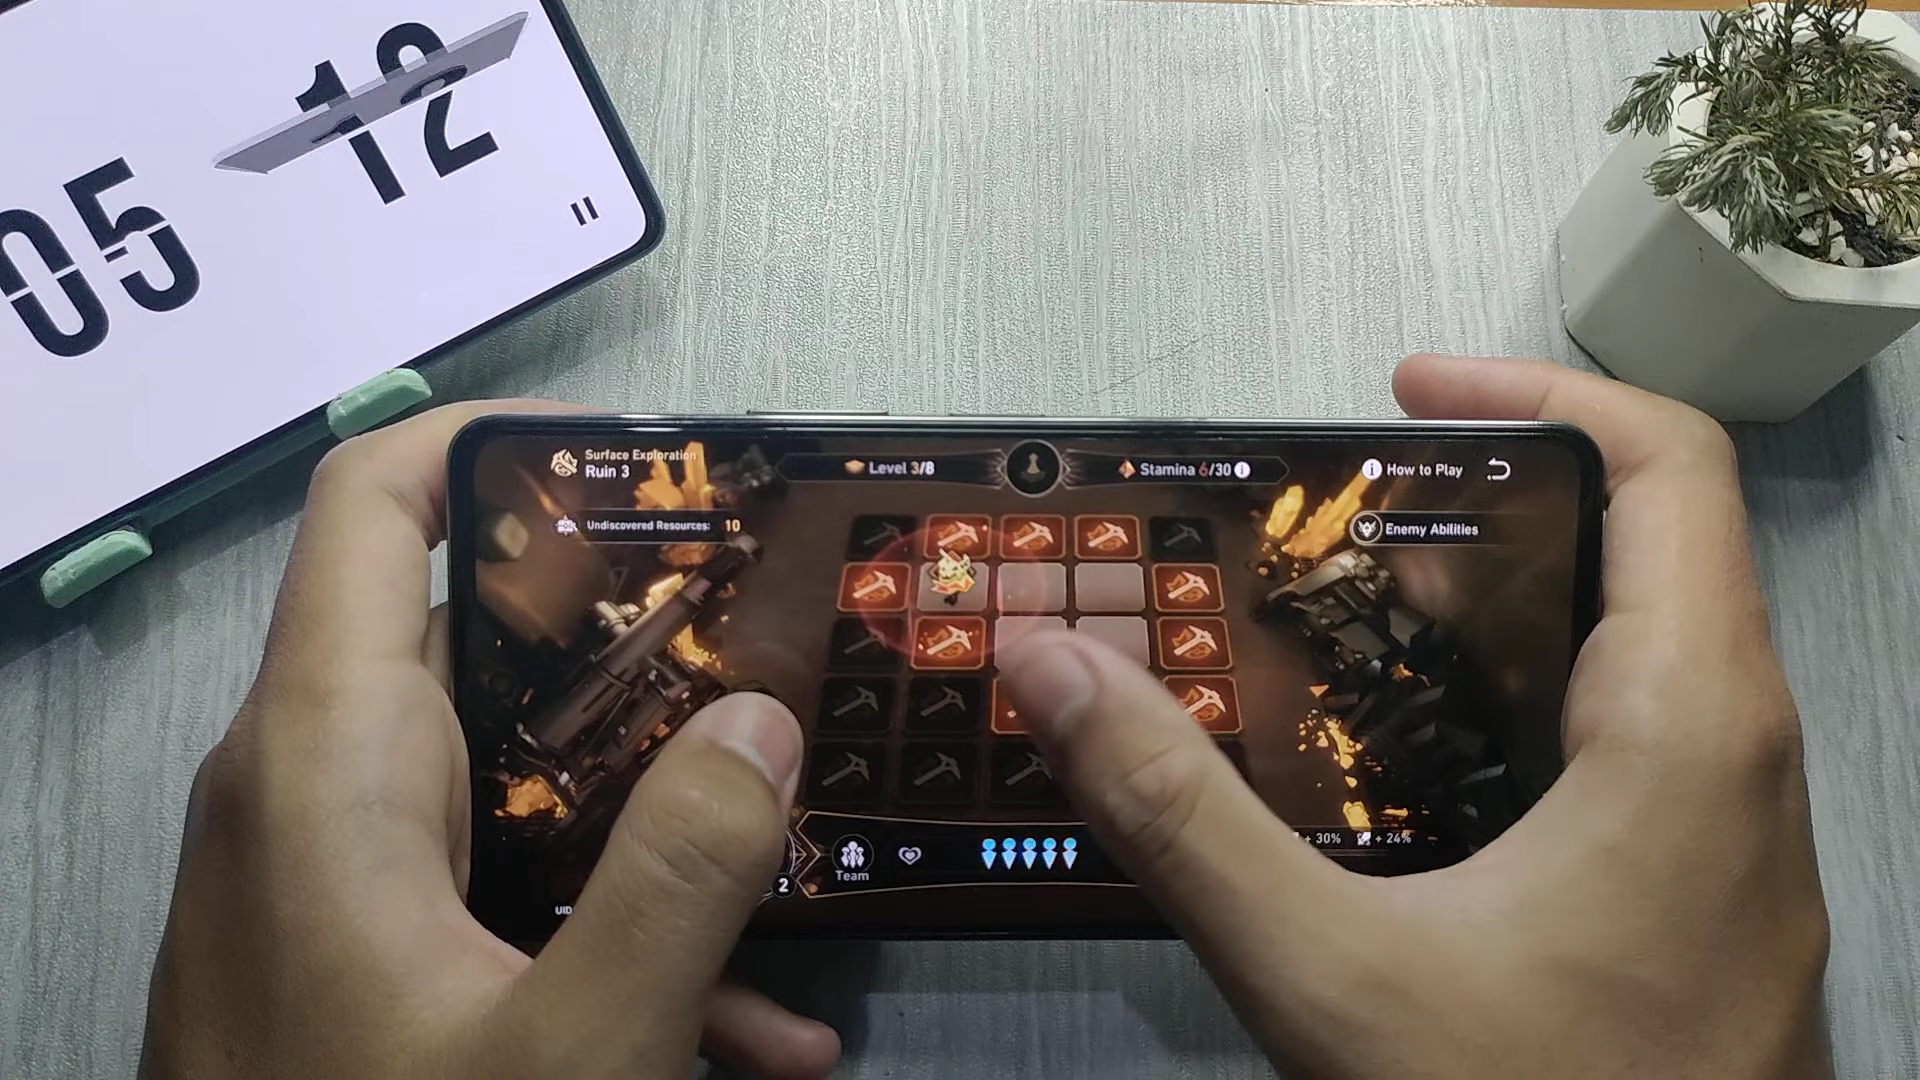 05 12
Surface Exploration
Ruin 3
Level 3/8
Stamina 6/30
How to Play
Undiscovered Resources: 10
Enemy Abilities
+ 30% + 24%
Team
2
UID